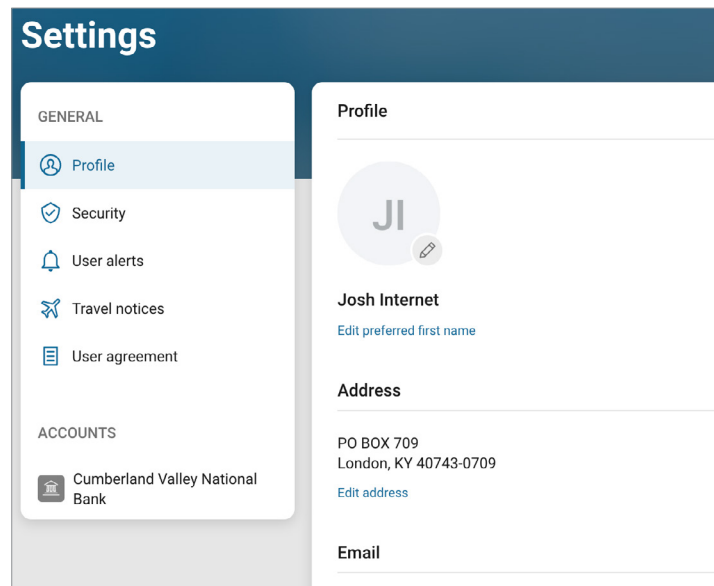 Settings
GENERAL
Profile
Security
User alerts
Travel notices
User agreement
ACCOUNTS
Cumberland Valley National
Bank
Profile
JI
Josh Internet
Edit preferred first name
Address
PO BOX 709
London, KY 40743-0709
Edit address
Email